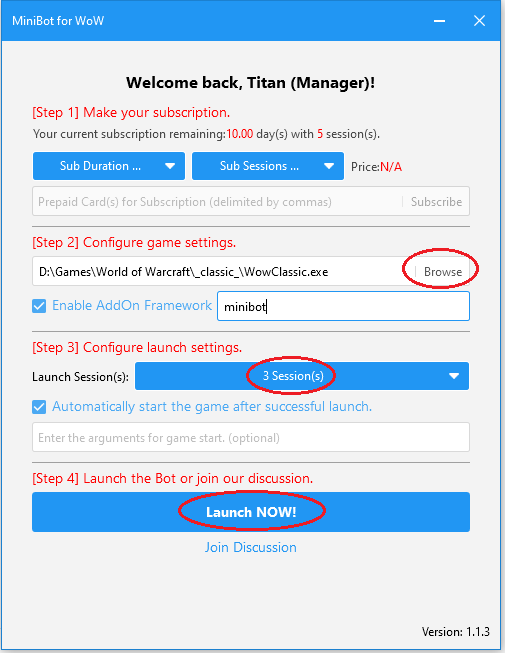 MiniBot for WoW
Welcome back, Titan (Manager)!
[Step 1] Make your subscription.
Your current subscription remaining:10.00 day(s) with 5 session(s).
Sub Duration ... Sub Sessions ... Price:N/A
Prepaid Card(s) for Subscription (delimited by commas) Subscribe
[Step 2] Configure game settings.
D:\Games\World of Warcraft\_classic_\WowClassic.exe Browse
Enable AddOn Framework minibot
[Step 3] Configure launch settings.
Launch Session(s): 3 Session(s)
Automatically start the game after successful launch.
Enter the arguments for game start. (optional)
[Step 4] Launch the Bot or join our discussion.
Launch NOW!
Join Discussion
Version: 1.1.3